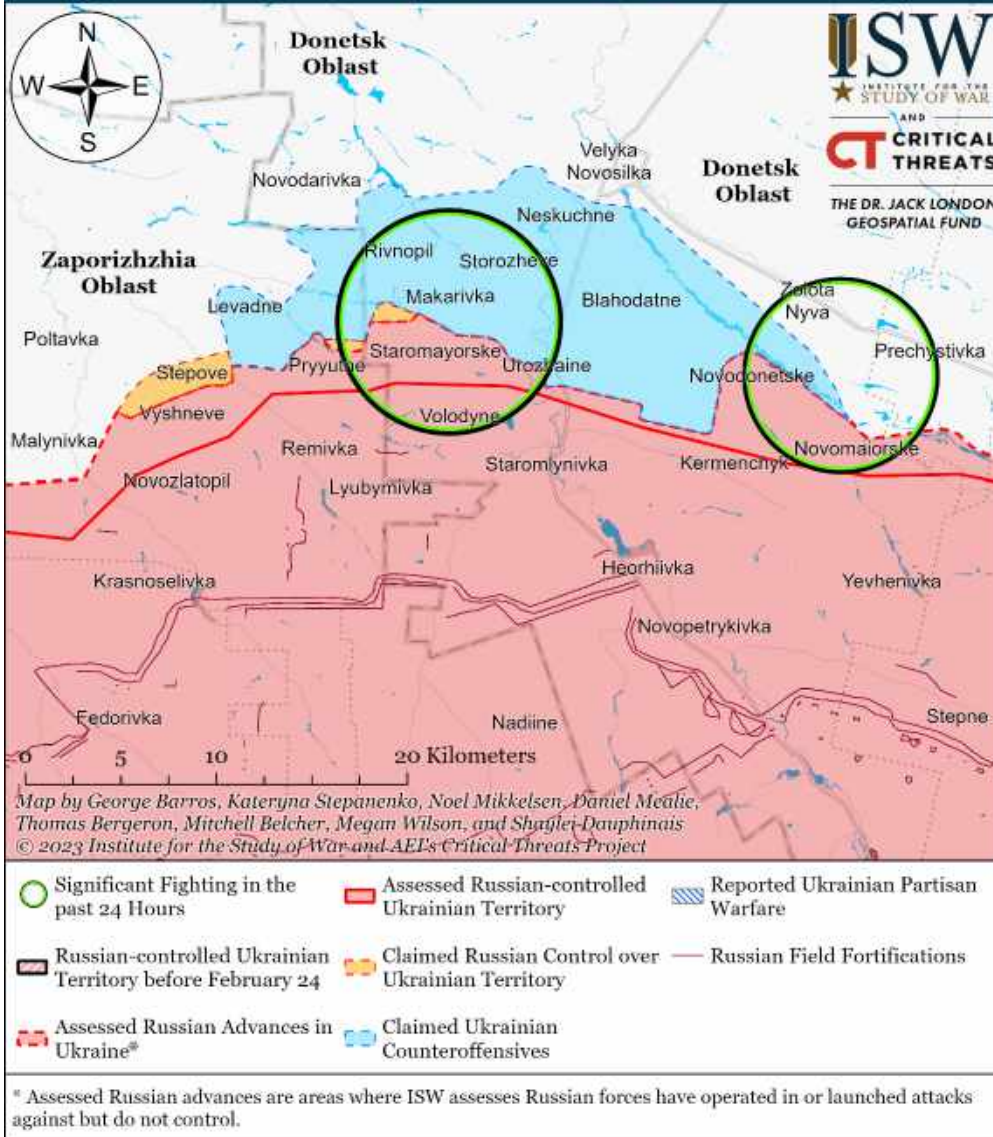 N
W E
S
Donetsk
Oblast
ISW
INSTITUTE FOR THE
STUDY OF WAR
AND
CT CRITICAL
THREATS
THE DR. JACK LONDON
GEOSPATIAL FUND
Velyka
Novosilka
Donetsk
Oblast
Novodarivka
Neskuchne
Zaporizhzhia
Oblast
Rivnopil
Storozheve
Levadne
Makarivka
Blahodatne
Zolota
Nyva
Poltavka
Prechystivka
Staromayorske
Stepove
Pryyutne
Urozhaine
Novodonetske
Vyshneve
Volodyne
Malynivka
Remivka
Novomaiorske
Staromlynivka
Kermenchyk
Novozlatopil
Lyubymivka
Heorhiivka
Krasnoselivka
Yevhenivka
Novopetrykivka
Fedorivka
Nadiine
Stepne
0 5 10 20 Kilometers
Map by George Barros, Kateryna Stepanenko, Noel Mikkelsen, Daniel Mealie,
Thomas Bergeron, Mitchell Belcher, Megan Wilson, and Shaylei Dauphinais
© 2023 Institute for the Study of War and AEI's Critical Threats Project
Significant Fighting in the
past 24 Hours
Assessed Russian-controlled
Ukrainian Territory
Reported Ukrainian Partisan
Warfare
Russian-controlled Ukrainian
Territory before February 24
Claimed Russian Control over
Ukrainian Territory
Russian Field Fortifications
Assessed Russian Advances in
Ukraine*
Claimed Ukrainian
Counteroffensives
* Assessed Russian advances are areas where ISW assesses Russian forces have operated in or launched attacks
against but do not control.